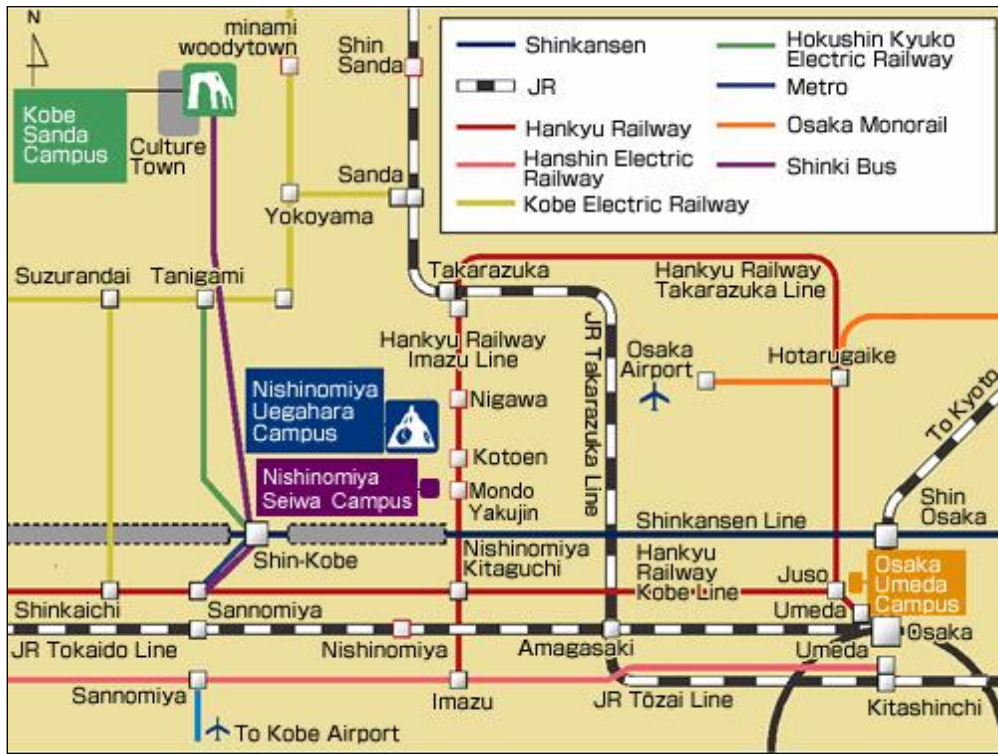 N
minami
woodytown
Shin
Sanda
Shinkansen
JR
Hankyu Railway
Hanshin Electric
Railway
Kobe Electric Railway
Hokushin Kyuko
Electric Railway
Metro
Osaka Monorail
Shinki Bus
Kobe
Sanda
Campus
Culture
Town
Sanda
Yokoyama
Suzurandai
Tanigami
Takarazuka
Hankyu Railway
Takarazuka Line
Hankyu Railway
Imazu Line
JR Takarazuka Line
Osaka
Airport
Hotarugaike
To Kyoto
Nishinomiya
Uegahara
Campus
Nigawa
Kotoen
Nishinomiya
Seiwa Campus
Mondo
Yakujin
Shin
Osaka
Shinkansen Line
Shin-Kobe
Nishinomiya
Kitaguchi
Hankyu
Railway
Kobe Line
Juso
Osaka
Umeda
Campus
Shinkaichi
Sannomiya
Umeda
Osaka
JR Tokaido Line
Nishinomiya
Amagasaki
Umeda
Sannomiya
Imazu
JR Tōzai Line
Kitashinchi
To Kobe Airport